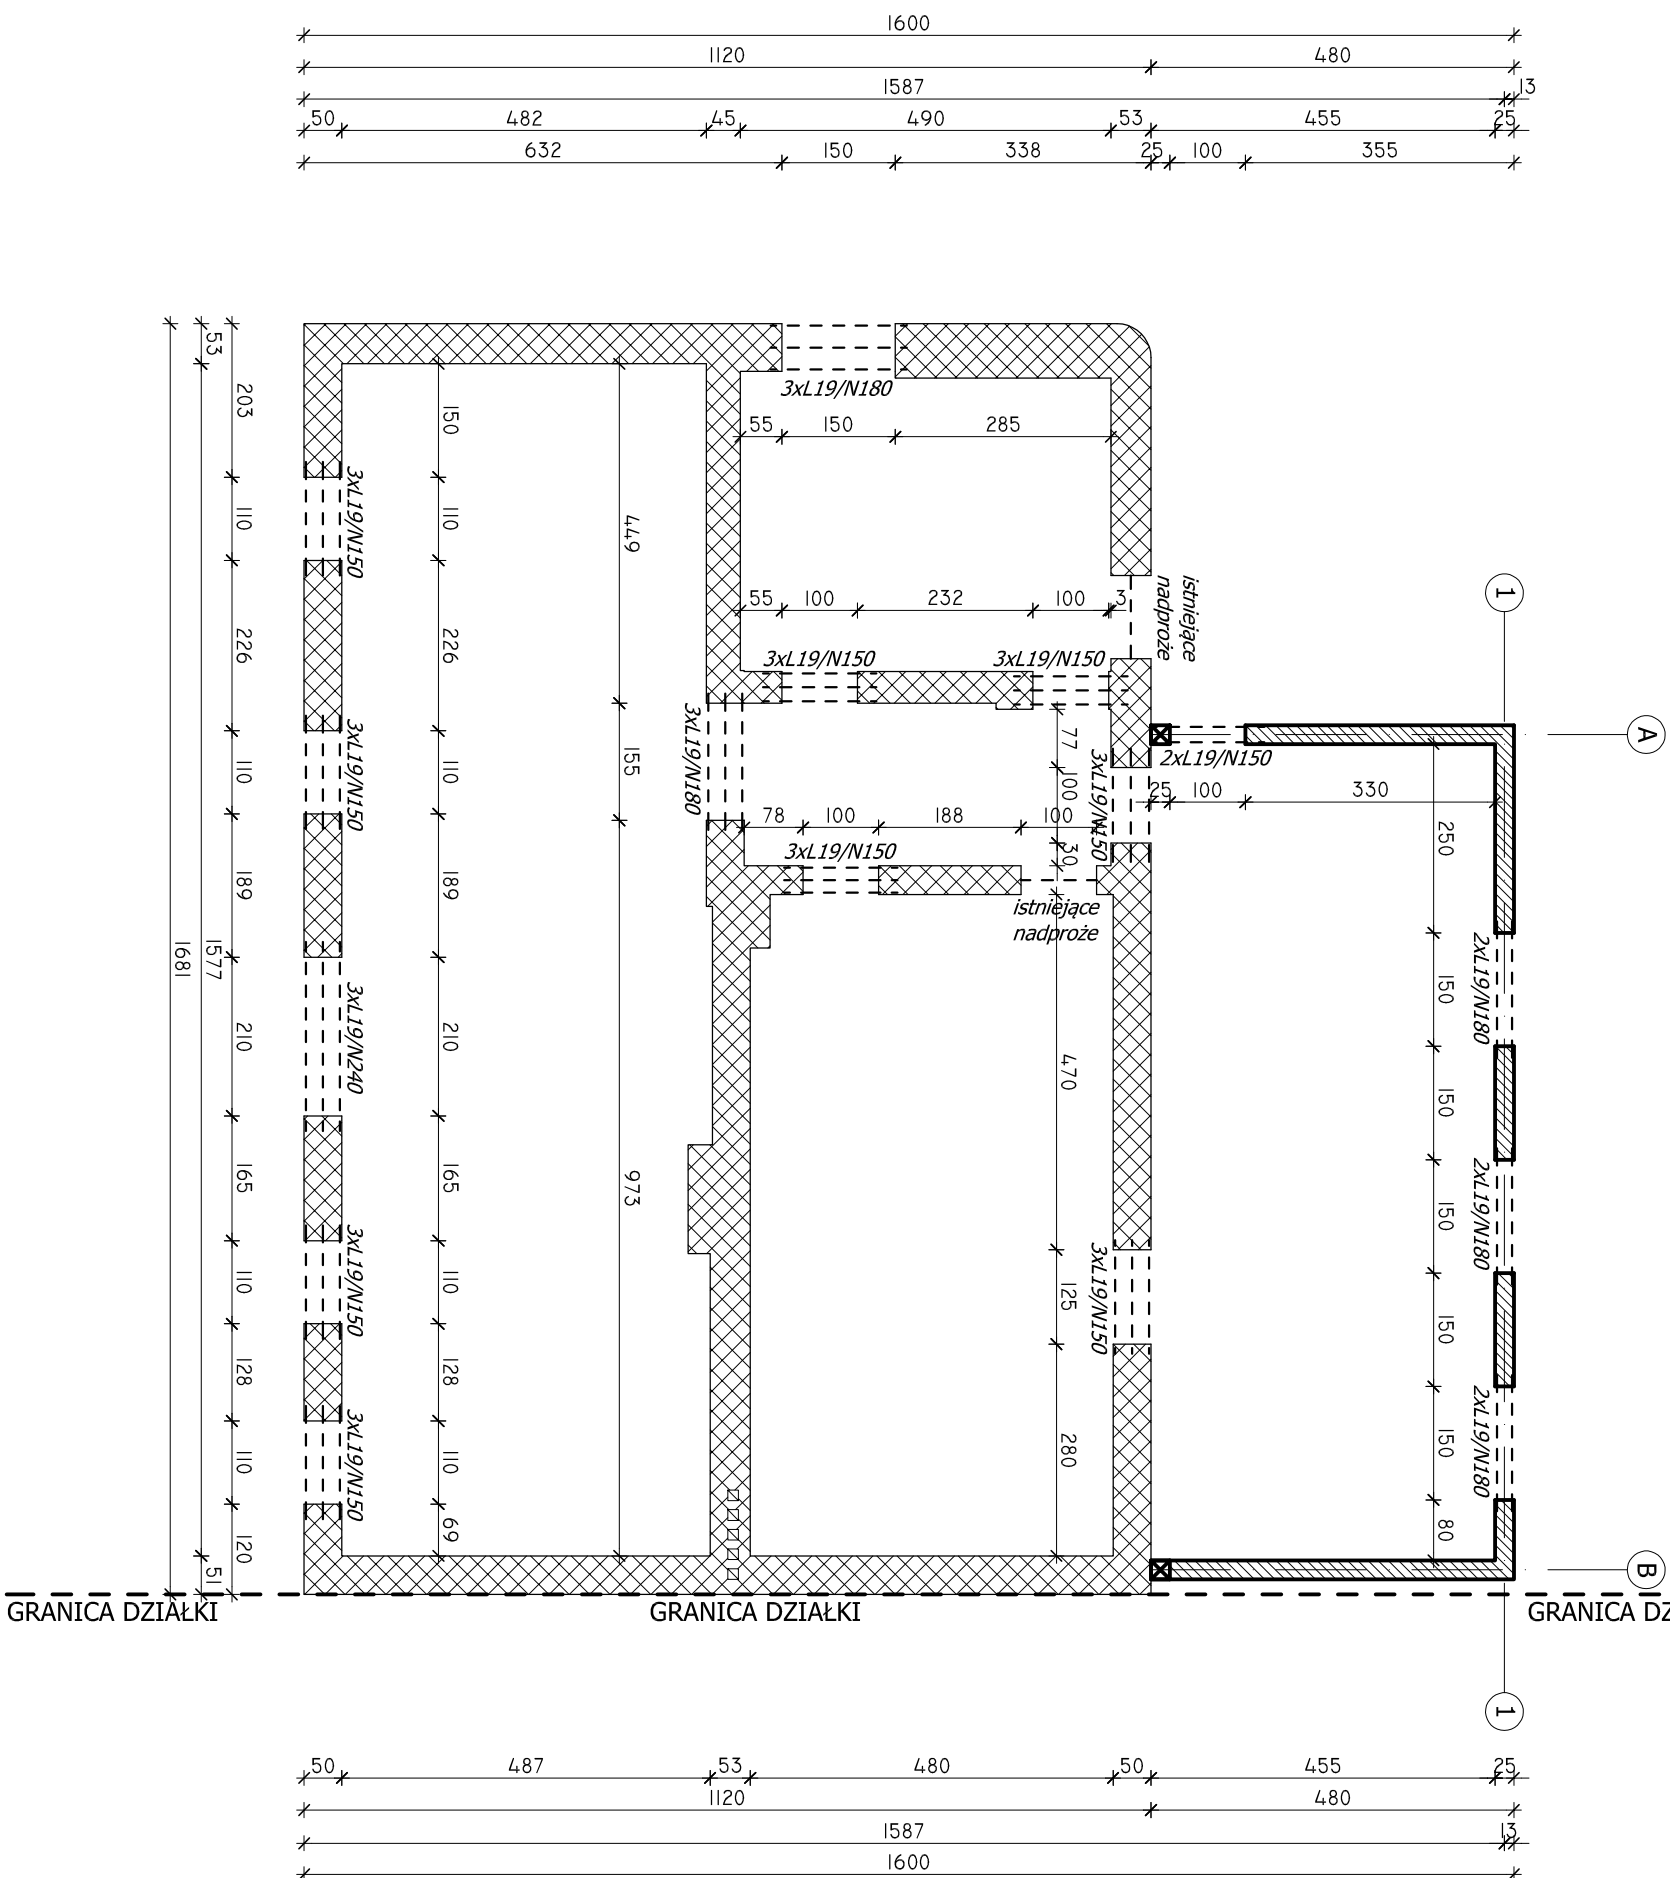 1600
1120 480
1587 13
50 482 45 490 53 455 25
632 150 338 25 100 355
53
203
110
226
110
189
210
165
110
128
110
120
51
1577
1681
150
110
226
110
189
210
165
110
128
110
69
449
155
973
3xL19/N150
3xL19/N150
3xL19/N240
3xL19/N150
3xL19/N150
3xL19/N180
55 150 285
55 100 232 100 3
3xL19/N150 3xL19/N150
istniejące
nadproże
3xL19/N180
77
100
30
3xL19/N150
78 100 188 100
3xL19/N150
istniejące
nadproże
470
125
280
3xL19/N150
2xL19/N150
25 100 330
250
150
150
150
150
150
80
2xL19/N180
2xL19/N180
2xL19/N180
1
A
B
1
GRANICA DZIAŁKI GRANICA DZIAŁKI GRANICA DZ
50 487 53 480 50 455 25
1120 480
1587 13
1600